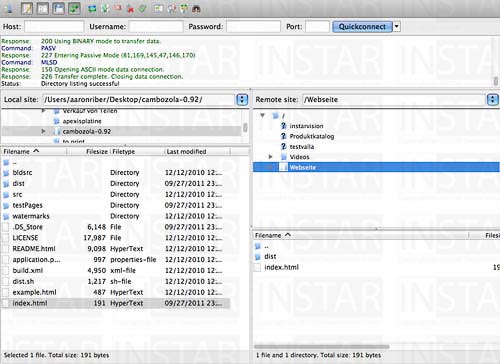 Host: Username: Password: Port: Quickconnect
Response: 200 Using BINARY mode to transfer data.
Command: PASV
Response: 227 Entering Passive Mode (81,169,145,47,146,170)
Command: MLSD
Response: 150 Opening ASCII mode data connection.
Response: 226 Transfer complete. Closing data connection.
Status: Directory listing successful
Local site: /Users/aaronriber/Desktop/cambozola-0.92/
Verkauf von Teilen
apexisplatine
cambozola-0.92
to print
Filename Filesize Filetype Last modified
..
bldsrc Directory 12/12/2010 12:...
dist Directory 09/27/2011 23:...
src Directory 12/12/2010 12:...
testPages Directory 09/27/2011 23:...
watermarks Directory 12/12/2010 12:...
.DS_Store 6,148 File 09/27/2011 23:...
LICENSE 17,987 File 12/12/2010 12:...
README.html 9,098 HyperText 12/12/2010 12:...
application.p... 997 properties-file 12/12/2010 12:...
build.xml 4,950 xml-file 12/12/2010 12:...
dist.sh 1,217 sh-file 12/12/2010 12:...
example.html 487 HyperText 12/12/2010 12:...
index.html 191 HyperText 09/27/2011 23:...
Selected 1 file. Total size: 191 bytes
Remote site: /Webseite
/
instarvision
Produktkatalog
testvalla
Videos
Webseite
Filename
..
dist
index.html 19
1 file and 1 directory. Total size: 191 bytes
INSTAR